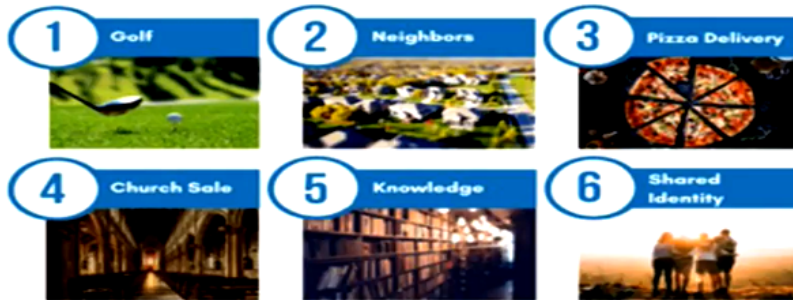 1 Golf
2 Neighbors
3 Pizza Delivery
4 Church Sale
5 Knowledge
6 Shared
Identity